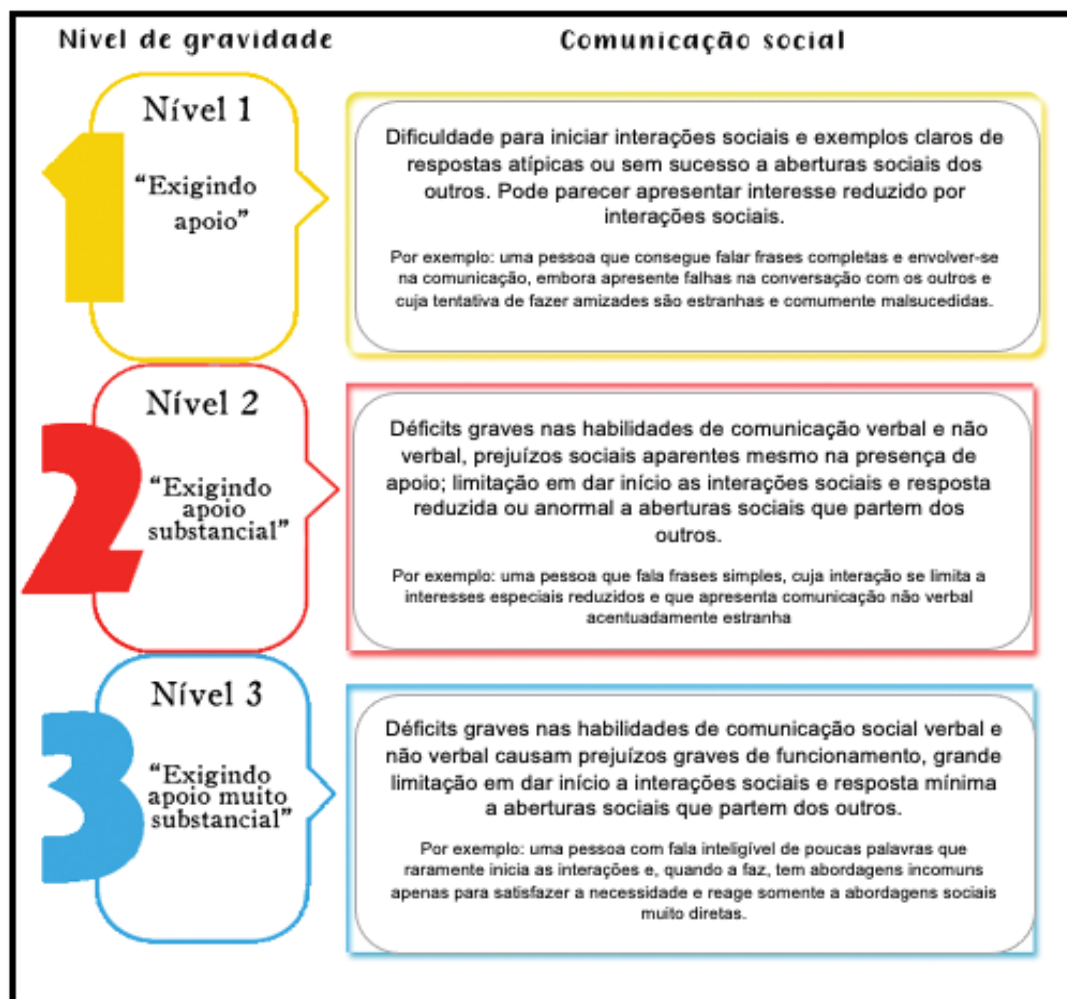 Nível de gravidade
Comunicação social
1
Nível 1
"Exigindo
apoio"
Dificuldade para iniciar interações sociais e exemplos claros de
respostas atípicas ou sem sucesso a aberturas sociais dos
outros. Pode parecer apresentar interesse reduzido por
interações sociais.
Por exemplo: uma pessoa que consegue falar frases completas e envolver-se
na comunicação, embora apresente falhas na conversação com os outros e
cuja tentativa de fazer amizades são estranhas e comumente malsucedidas.
2
Nível 2
"Exigindo
apoio
substancial"
Déficits graves nas habilidades de comunicação verbal e não
verbal, prejuízos sociais aparentes mesmo na presença de
apoio; limitação em dar início as interações sociais e resposta
reduzida ou anormal a aberturas sociais que partem dos
outros.
Por exemplo: uma pessoa que fala frases simples, cuja interação se limita a
interesses especiais reduzidos e que apresenta comunicação não verbal
acentuadamente estranha
3
Nível 3
"Exigindo
apoio muito
substancial"
Déficits graves nas habilidades de comunicação social verbal e
não verbal causam prejuízos graves de funcionamento, grande
limitação em dar início a interações sociais e resposta mínima
a aberturas sociais que partem dos outros.
Por exemplo: uma pessoa com fala inteligível de poucas palavras que
raramente inicia as interações e, quando a faz, tem abordagens incomuns
apenas para satisfazer a necessidade e reage somente a abordagens sociais
muito diretas.